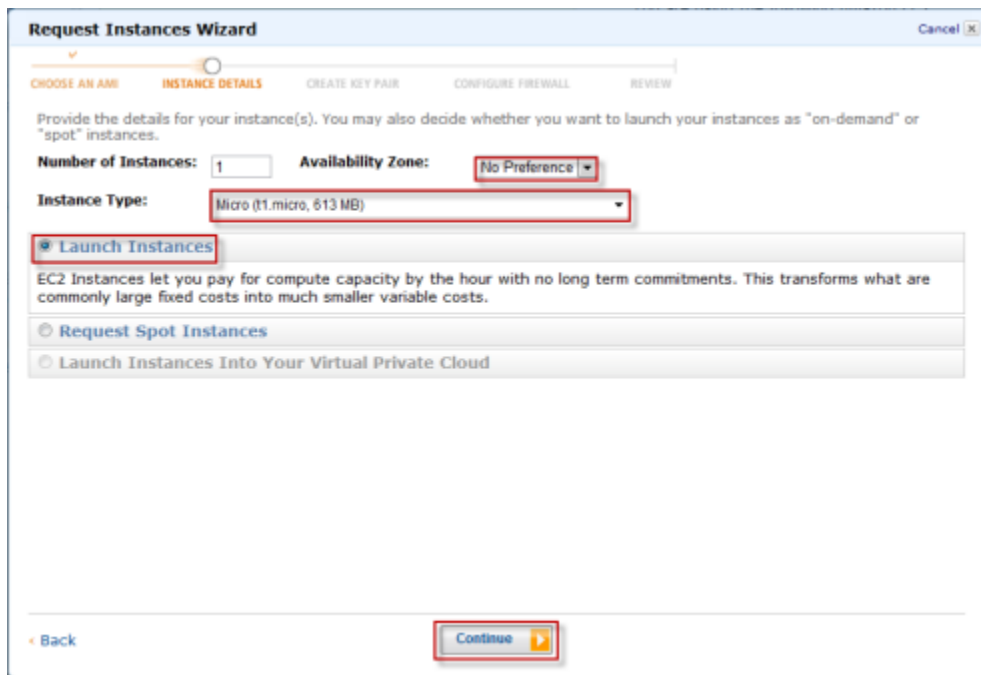 Request Instances Wizard
Cancel
CHOOSE AN AMI INSTANCE DETAILS CREATE KEY PAIR CONFIGURE FIREWALL REVIEW
Provide the details for your instance(s). You may also decide whether you want to launch your instances as "on-demand" or
"spot" instances.
Number of Instances: 1 Availability Zone: No Preference
Instance Type: Micro (t1.micro, 613 MB)
Launch Instances
EC2 Instances let you pay for compute capacity by the hour with no long term commitments. This transforms what are
commonly large fixed costs into much smaller variable costs.
Request Spot Instances
Launch Instances Into Your Virtual Private Cloud
Back
Continue